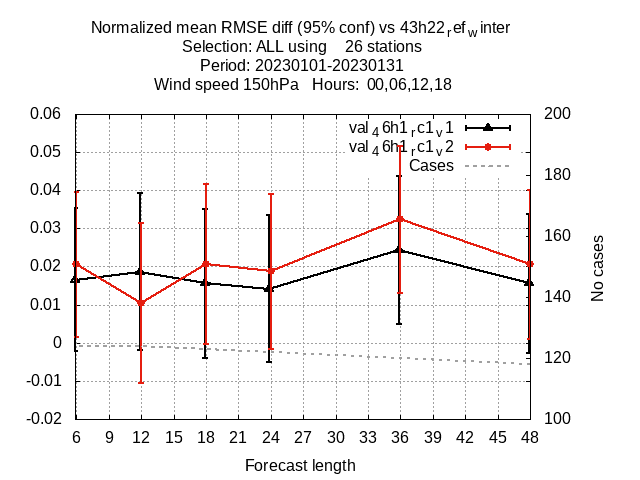 Normalized mean RMSE diff (95% conf) vs 43h22refwinter
Selection: ALL using 26 stations
Period: 20230101-20230131
Wind speed 150hPa Hours: 00,06,12,18
0.06
0.05
0.04
0.03
0.02
0.01
0
-0.01
-0.02
200
180
160
140
120
100
No cases
val46h1rc1v1
val46h1rc1v2
Cases
6 9 12 15 18 21 24 27 30 33 36 39 42 45 48
Forecast length